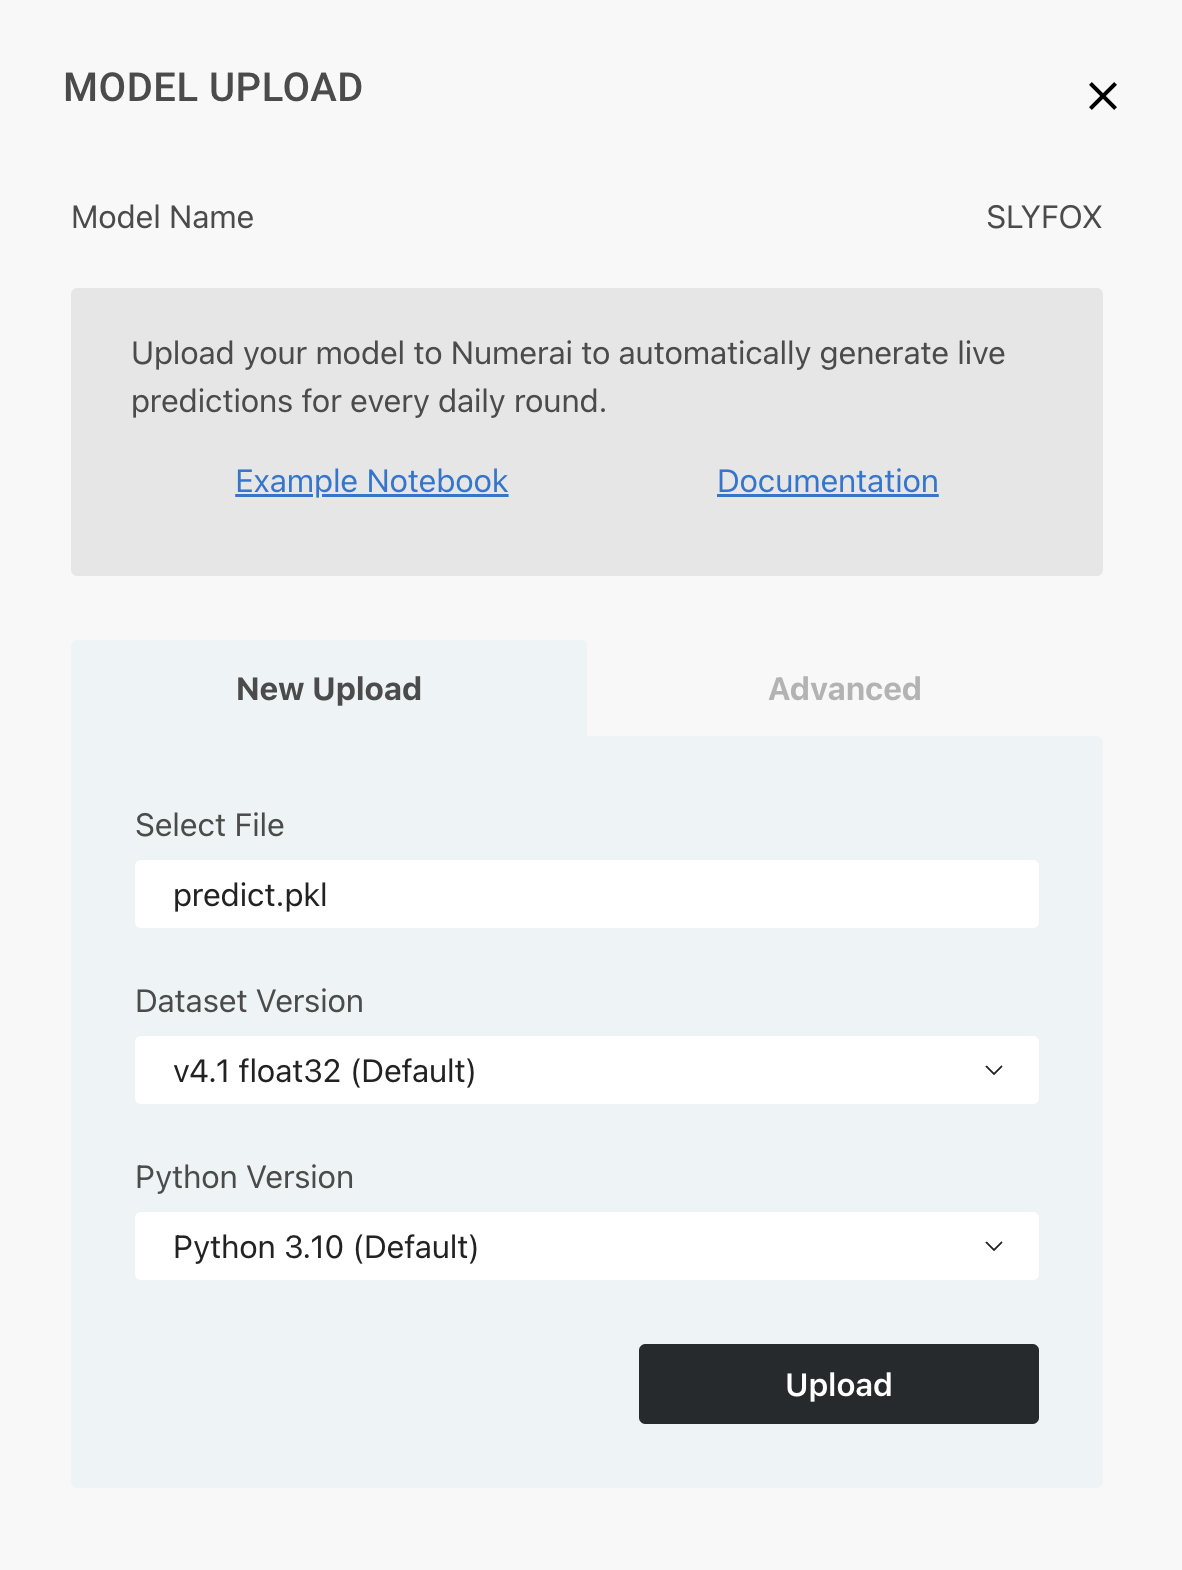 MODEL UPLOAD
Model Name
SLYFOX
Upload your model to Numerai to automatically generate live
predictions for every daily round.
Example Notebook
Documentation
New Upload
Advanced
Select File
predict.pkl
Dataset Version
v4.1 float32 (Default)
Python Version
Python 3.10 (Default)
Upload